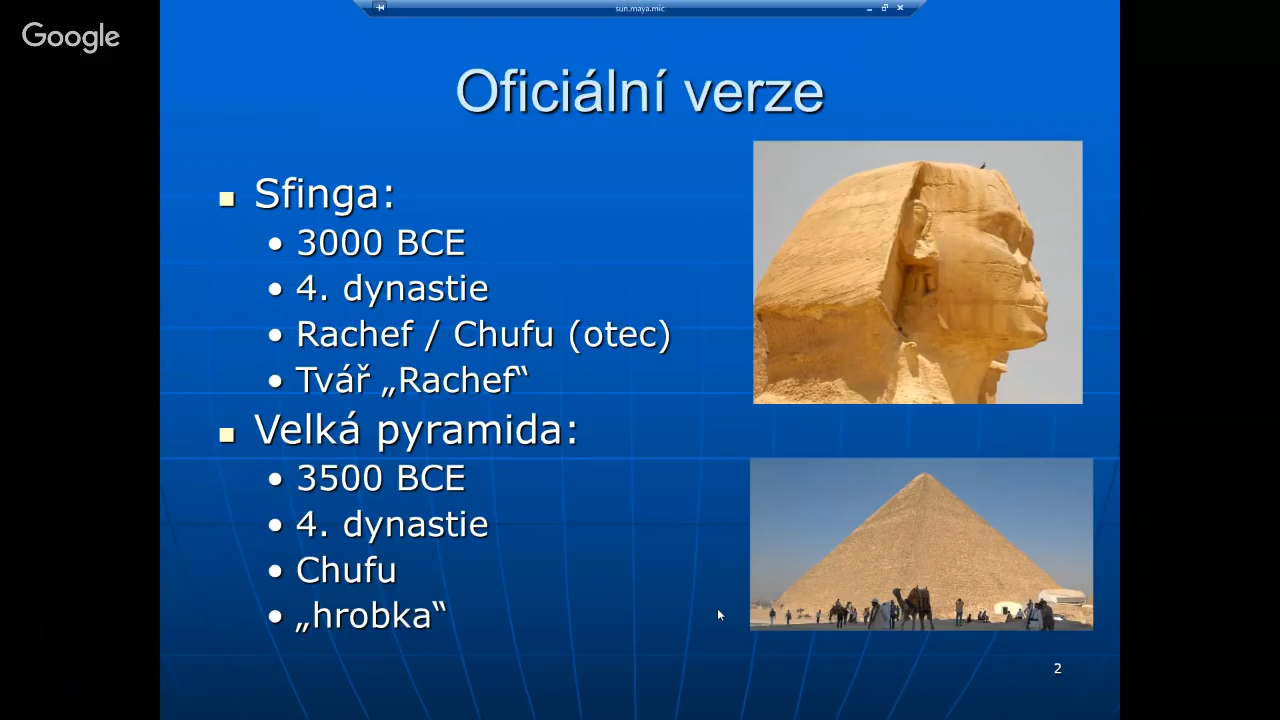 sun.maya.mic
Google
Oficiální verze
Sfinga:
• 3000 BCE
• 4. dynastie
• Rachef / Chufu (otec)
• Tvář „Rachef“
Velká pyramida:
• 3500 BCE
• 4. dynastie
• Chufu
• „hrobka“
2